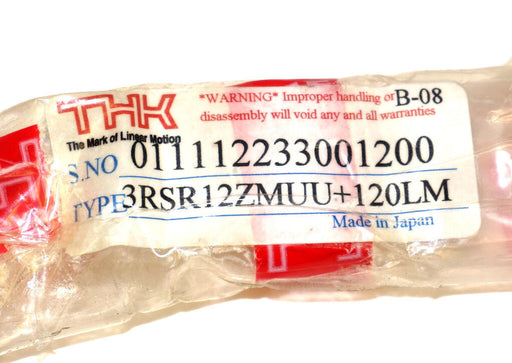 THK
The Mark of Linear Motion
*WARNING* Improper handling or B-08
disassembly will void any and all warranties
S.NO 011112233001200
TYPE 3RSR12ZMUU+120LM
Made in Japan